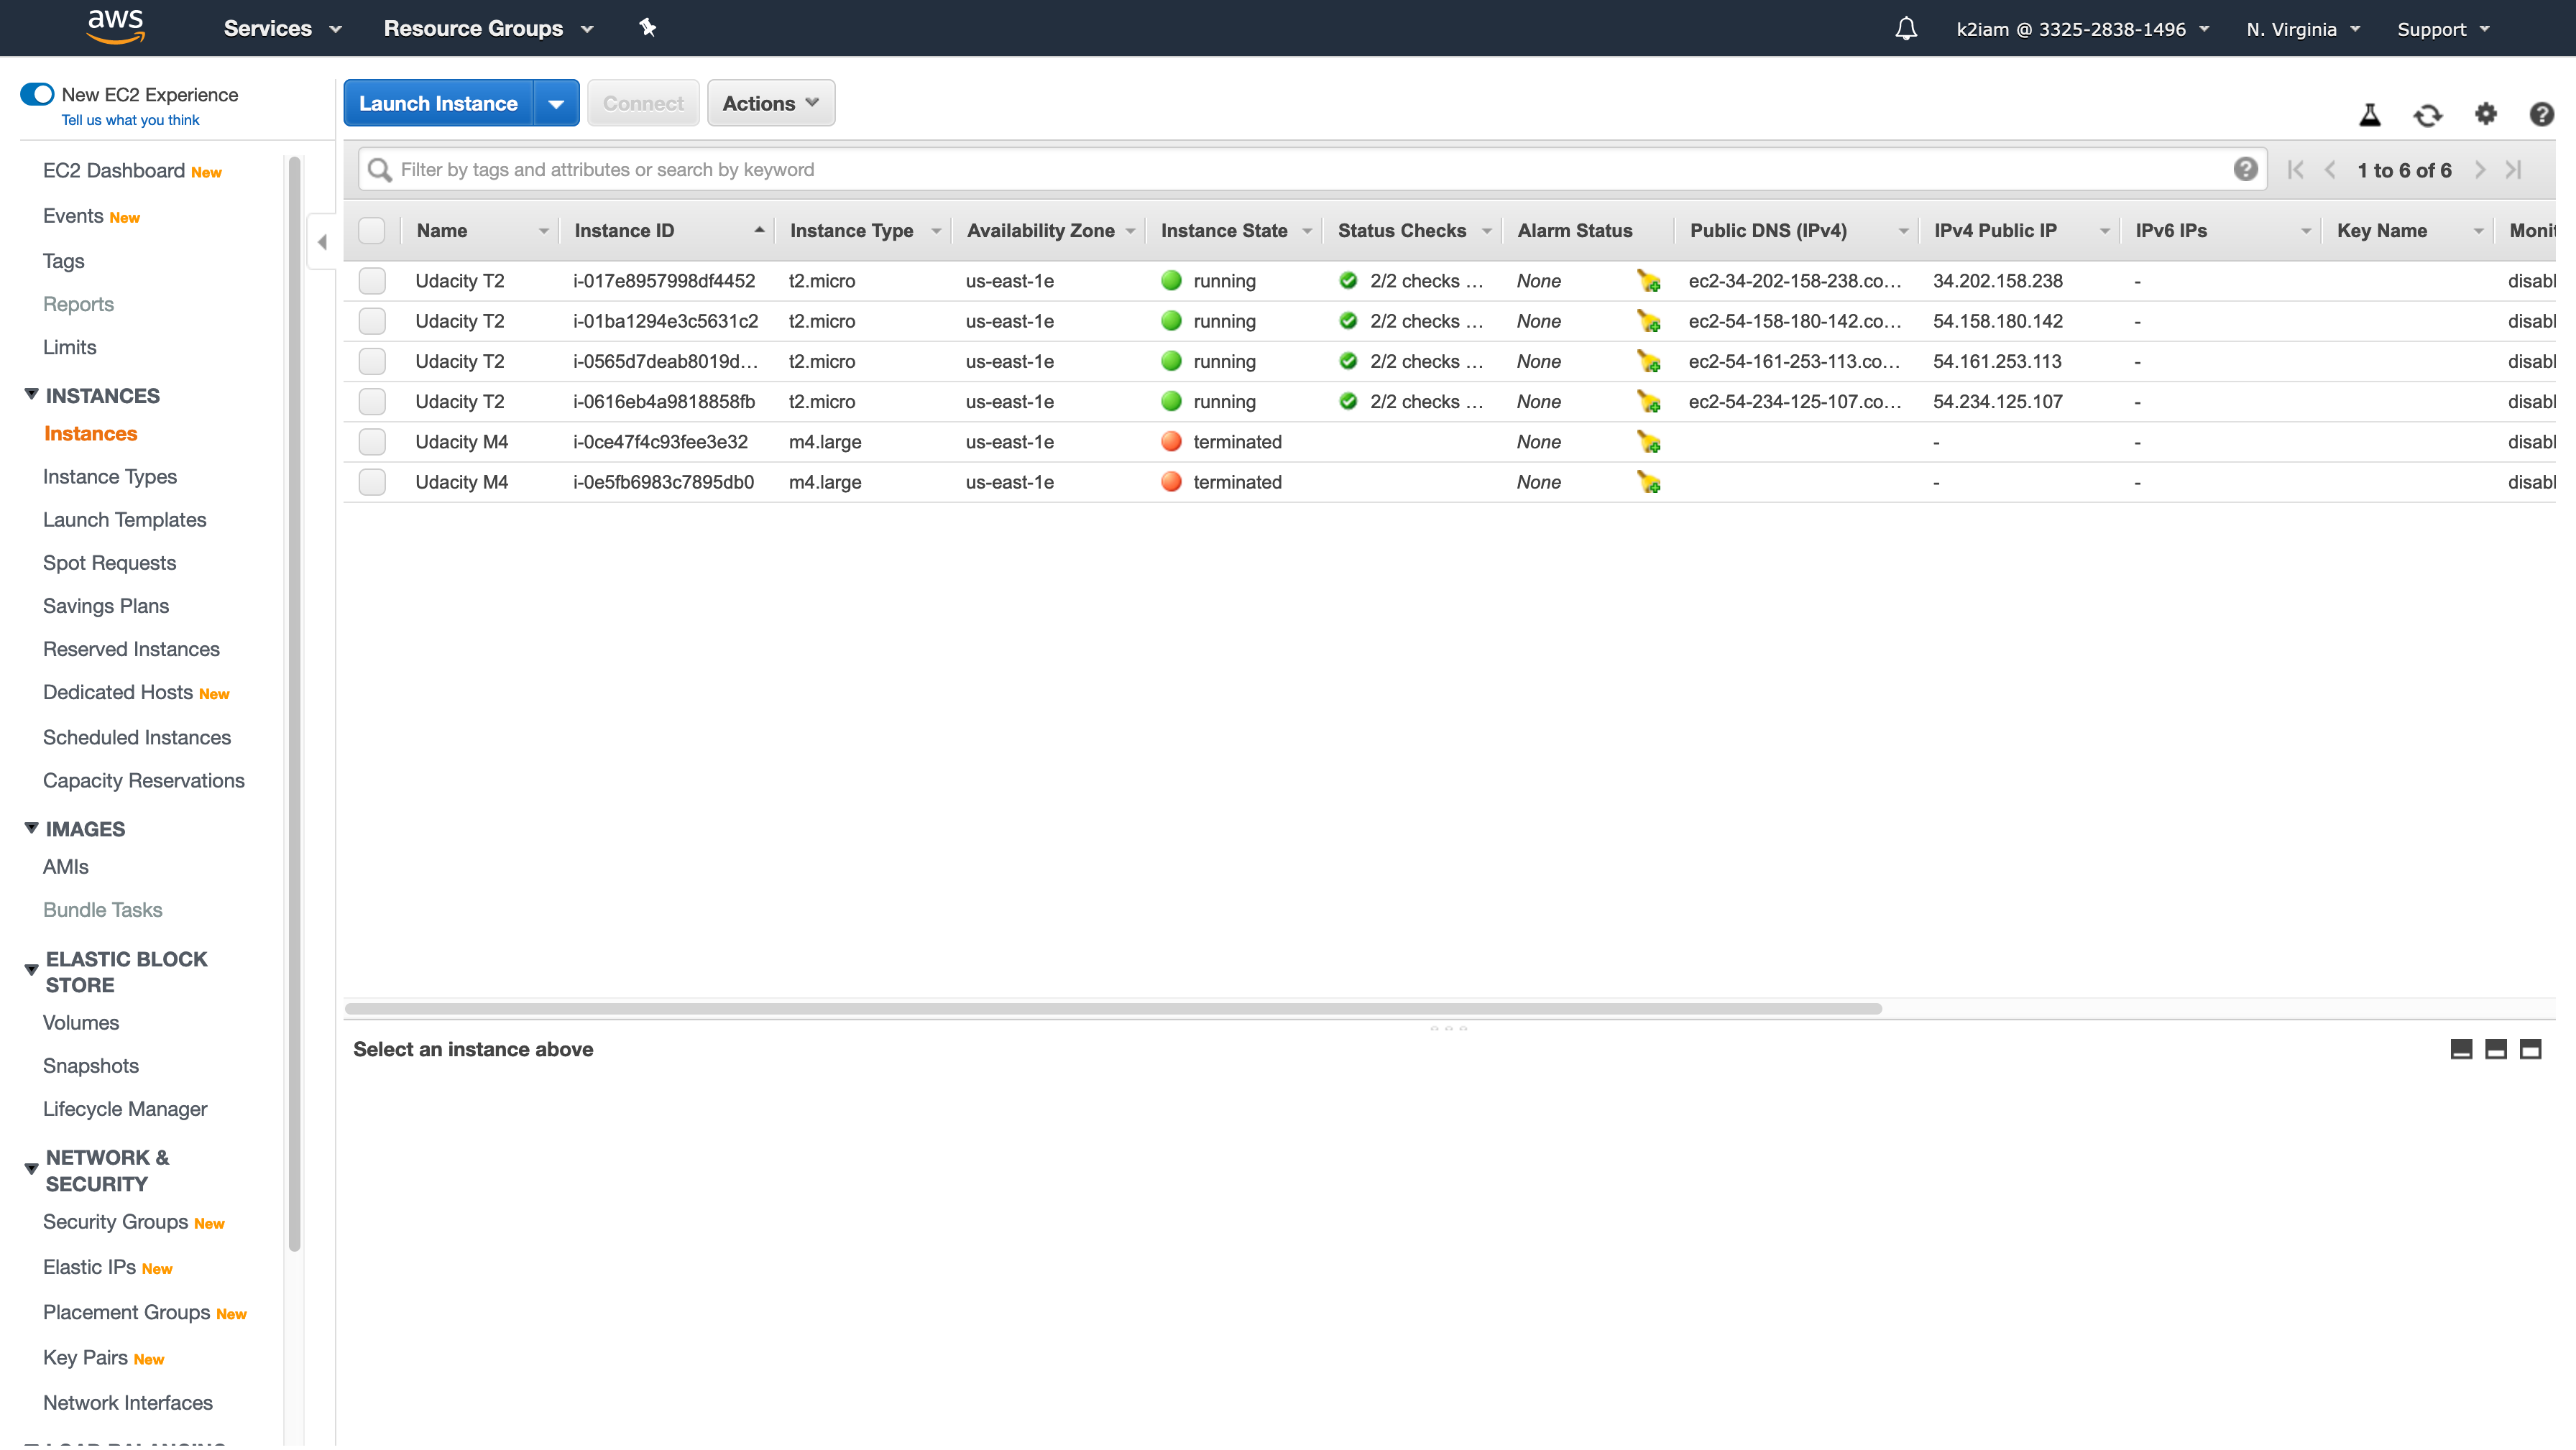 aws Services Resource Groups k2iam @ 3325-2838-1496 N. Virginia Support
New EC2 Experience
Tell us what you think
EC2 Dashboard New
Events New
Tags
Reports
Limits
INSTANCES
Instances
Instance Types
Launch Templates
Spot Requests
Savings Plans
Reserved Instances
Dedicated Hosts New
Scheduled Instances
Capacity Reservations
IMAGES
AMIs
Bundle Tasks
ELASTIC BLOCK
STORE
Volumes
Snapshots
Lifecycle Manager
NETWORK &
SECURITY
Security Groups New
Elastic IPs New
Placement Groups New
Key Pairs New
Network Interfaces
Launch Instance Connect Actions
Filter by tags and attributes or search by keyword 1 to 6 of 6
Name Instance ID Instance Type Availability Zone Instance State Status Checks Alarm Status Public DNS (IPv4) IPv4 Public IP IPv6 IPs Key Name Monit
Udacity T2 i-017e8957998df4452 t2.micro us-east-1e running 2/2 checks ... None ec2-34-202-158-238.co... 34.202.158.238 - disabl
Udacity T2 i-01ba1294e3c5631c2 t2.micro us-east-1e running 2/2 checks ... None ec2-54-158-180-142.co... 54.158.180.142 - disabl
Udacity T2 i-0565d7deab8019d... t2.micro us-east-1e running 2/2 checks ... None ec2-54-161-253-113.co... 54.161.253.113 - disabl
Udacity T2 i-0616eb4a9818858fb t2.micro us-east-1e running 2/2 checks ... None ec2-54-234-125-107.co... 54.234.125.107 - disabl
Udacity M4 i-0ce47f4c93fee3e32 m4.large us-east-1e terminated None - - disabl
Udacity M4 i-0e5fb6983c7895db0 m4.large us-east-1e terminated None - - disabl
Select an instance above